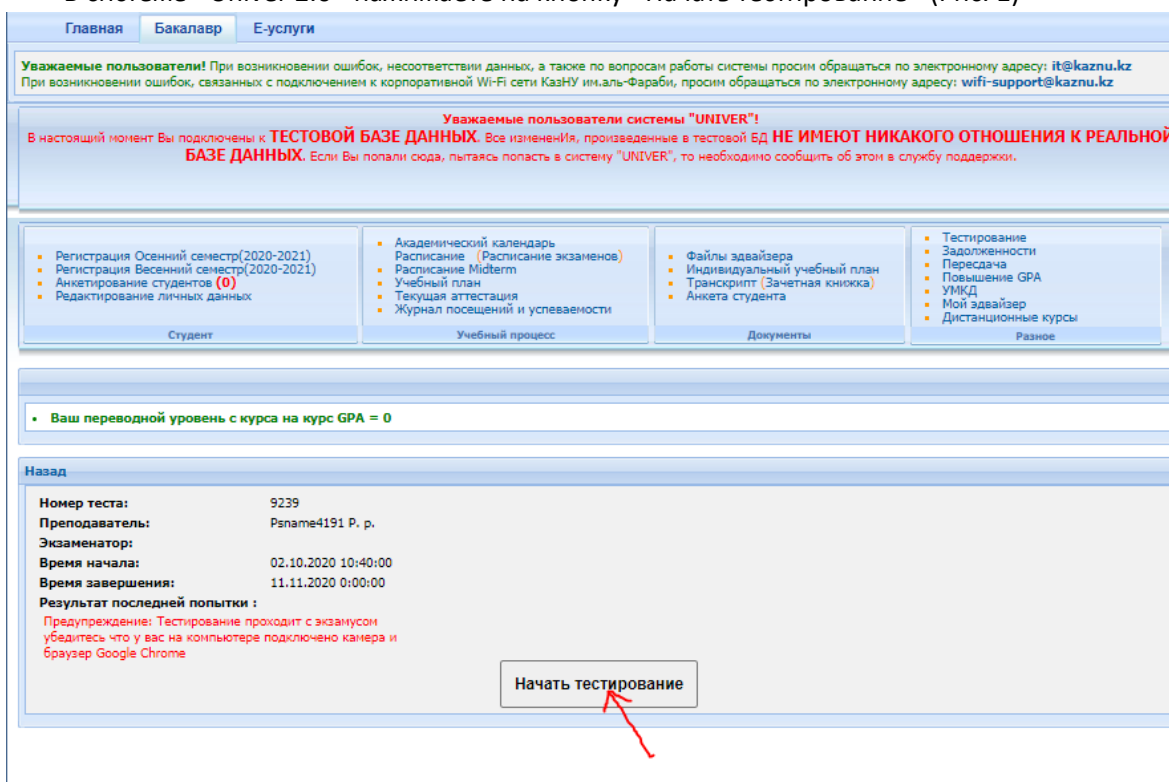 Главная Бакалавр Е-услуги
Уважаемые пользователи! При возникновении ошибок, несоответствии данных, а также по вопросам работы системы просим обращаться по электронному адресу: it@kaznu.kz
При возникновении ошибок, связанных с подключением к корпоративной Wi-Fi сети КазНУ им.аль-Фараби, просим обращаться по электронному адресу: wifi-support@kaznu.kz
Уважаемые пользователи системы "UNIVER"!
В настоящий момент Вы подключены к ТЕСТОВОЙ БАЗЕ ДАННЫХ. Все измененИя, произведенные в тестовой БД НЕ ИМЕЮТ НИКАКОГО ОТНОШЕНИЯ К РЕАЛЬНОЙ
БАЗЕ ДАННЫХ. Если Вы попали сюда, пытаясь попасть в систему "UNIVER", то необходимо сообщить об этом в службу поддержки.
Регистрация Осенний семестр(2020-2021)
Регистрация Весенний семестр(2020-2021)
Анкетирование студентов (0)
Редактирование личных данных
Студент
Академический календарь
Расписание (Расписание экзаменов)
Расписание Midterm
Учебный план
Текущая аттестация
Журнал посещений и успеваемости
Учебный процесс
Файлы эдвайзера
Индивидуальный учебный план
Транскрипт (Зачетная книжка)
Анкета студента
Документы
Тестирование
Задолженности
Пересдача
Повышение GPA
УМКД
Мой эдвайзер
Дистанционные курсы
Разное
Ваш переводной уровень с курса на курс GPA = 0
Назад
Номер теста: 9239
Преподаватель: Psname4191 P. p.
Экзаменатор:
Время начала: 02.10.2020 10:40:00
Время завершения: 11.11.2020 0:00:00
Результат последней попытки :
Предупреждение: Тестирование проходит с экзамусом
убедитесь что у вас на компьютере подключено камера и
браузер Google Chrome
Начать тестирование